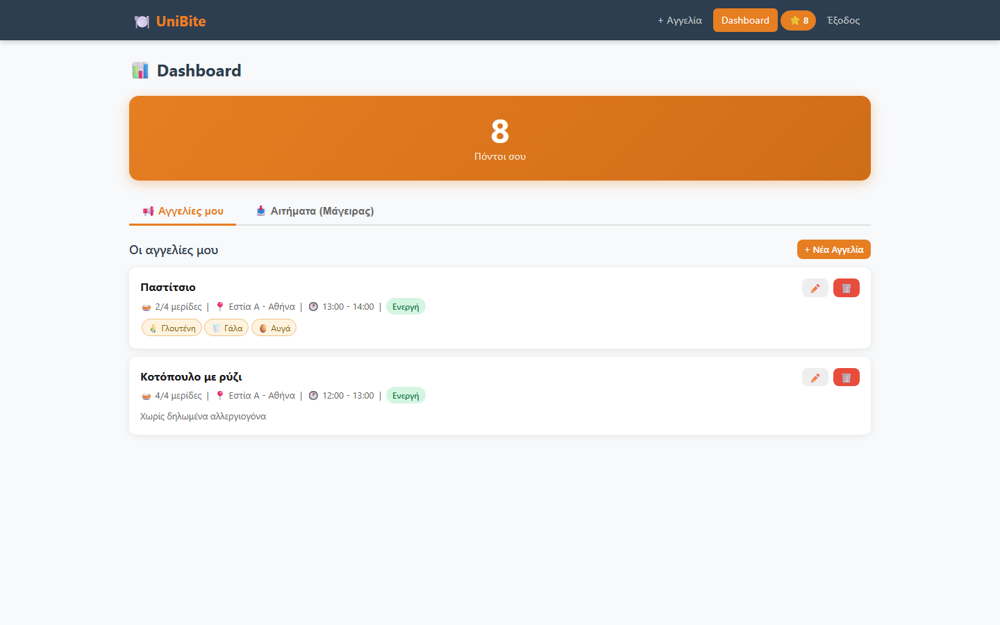 UniBite
+ Αγγελία
Dashboard
8
Έξοδος
Dashboard
8
Πόντοι σου
Αγγελίες μου
Αιτήματα (Μάγειρας)
Οι αγγελίες μου
+ Νέα Αγγελία
Παστίτσιο
2/4 μερίδες | Εστία Α - Αθήνα | 13:00 - 14:00 | Ενεργή
Γλουτένη Γάλα Αυγά
Κοτόπουλο με ρύζι
4/4 μερίδες | Εστία Α - Αθήνα | 12:00 - 13:00 | Ενεργή
Χωρίς δηλωμένα αλλεργιογόνα